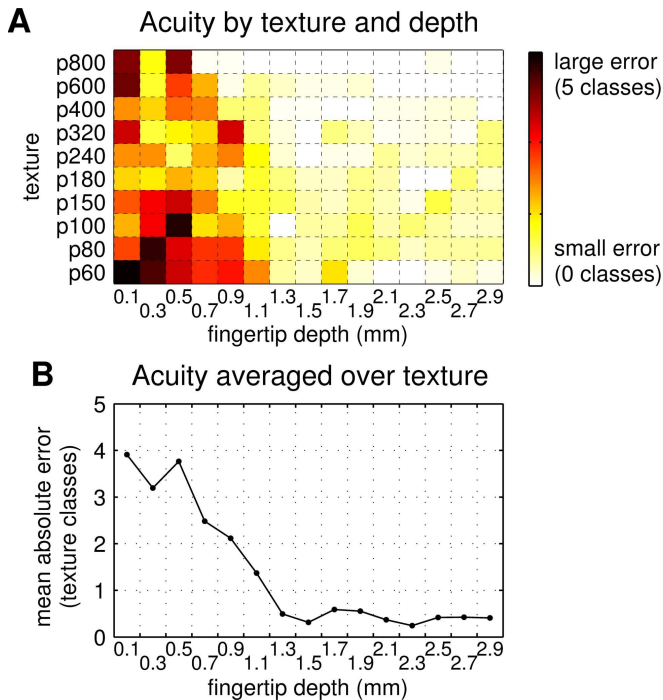 A
Acuity by texture and depth
texture
p800
p600
p400
p320
p240
p180
p150
p100
p80
p60
0.1 0.3 0.5 0.7 0.9 1.1 1.3 1.5 1.7 1.9 2.1 2.3 2.5 2.7 2.9
fingertip depth (mm)
large error
(5 classes)
small error
(0 classes)
B
Acuity averaged over texture
mean absolute error
(texture classes)
5
4
3
2
1
0
0.1 0.3 0.5 0.7 0.9 1.1 1.3 1.5 1.7 1.9 2.1 2.3 2.5 2.7 2.9
fingertip depth (mm)